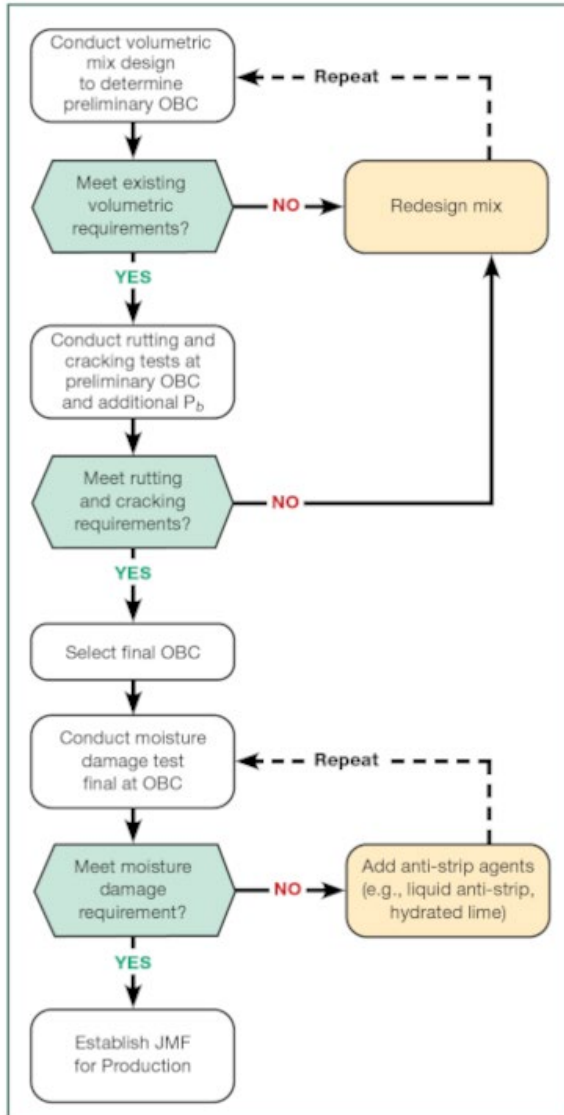 Conduct volumetric
mix design
to determine
preliminary OBC
Repeat
Meet existing
volumetric
requirements?
NO
Redesign mix
YES
Conduct rutting and
cracking tests at
preliminary OBC
and additional P_b
Meet rutting
and cracking
requirements?
NO
YES
Select final OBC
Conduct moisture
damage test
final at OBC
Repeat
Meet moisture
damage
requirement?
NO
Add anti-strip agents
(e.g., liquid anti-strip,
hydrated lime)
YES
Establish JMF
for Production